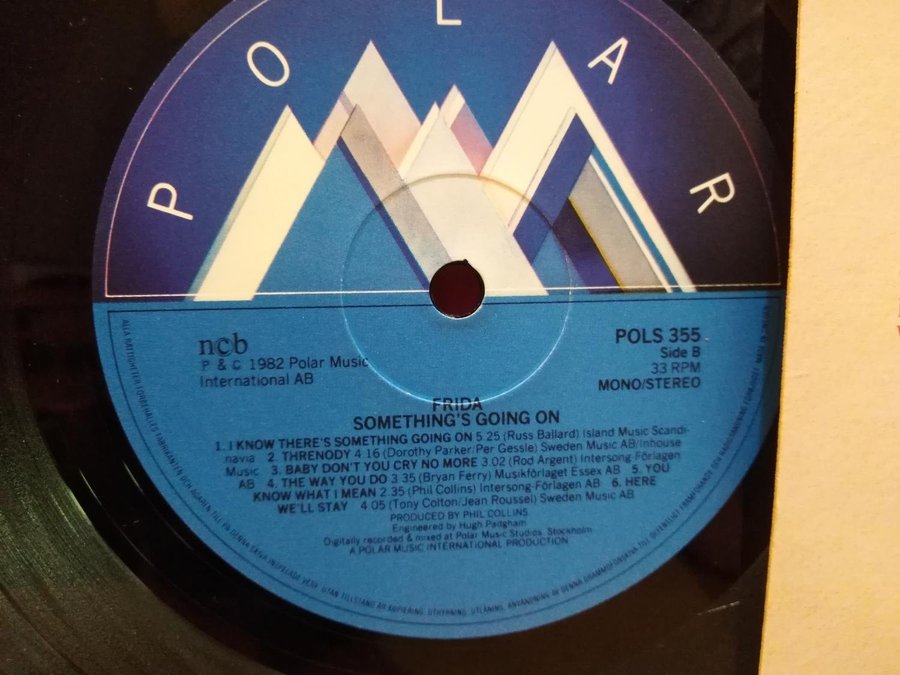 POLAR
ncb
P & C 1982 Polar Music
International AB
POLS 355
Side B
33 RPM
MONO/STEREO
FRIDA
SOMETHING'S GOING ON
1. I KNOW THERE'S SOMETHING GOING ON 5.25 (Russ Ballard) Island Music Scandi-
navia 2. THRENODY 4.16 (Dorothy Parker/Per Gessle) Sweden Music AB/Inhouse
Music 3. BABY DON'T YOU CRY NO MORE 3.02 (Rod Argent) Intersong-Förlagen
AB 4. THE WAY YOU DO 3.35 (Bryan Ferry) Musikförlaget Essex AB 5. YOU
KNOW WHAT I MEAN 2.35 (Phil Collins) Intersong-Förlagen AB 6. HERE
WE'LL STAY 4.05 (Tony Colton/Jean Roussel) Sweden Music AB
PRODUCED BY PHIL COLLINS
Engineered by Hugh Padgham
Digitally recorded & mixed at Polar Music Studios, Stockholm
A POLAR MUSIC INTERNATIONAL PRODUCTION